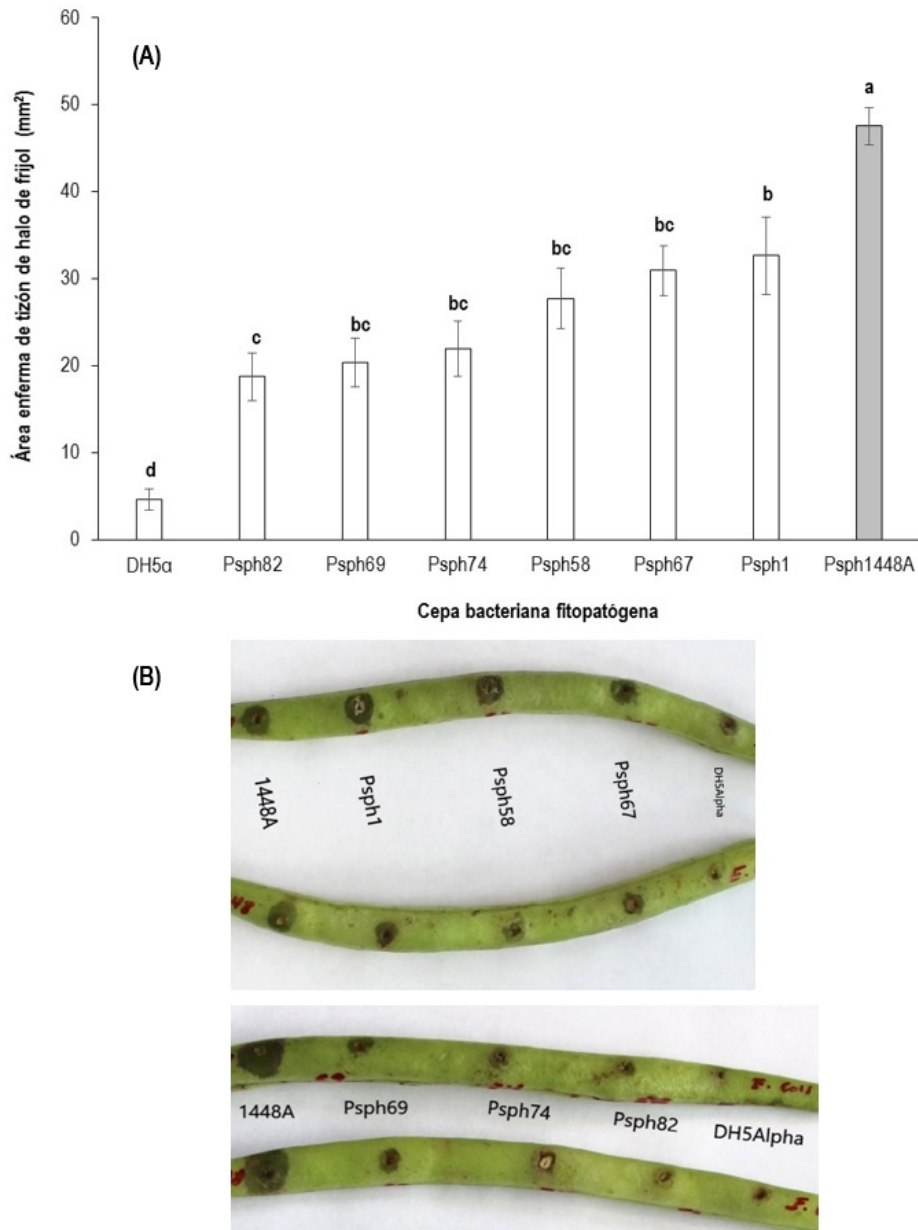 60
(A)
50
40
30
20
10
0
Área enferma de tizón de halo de frijol (mm²)
d
c
bc
bc
bc
bc
b
a
DH5α Psph82 Psph69 Psph74 Psph58 Psph67 Psph1 Psph1448A
Cepa bacteriana fitopatógena
(B)
1448A Psph1 Psph58 Psph67 DH5Alpha
48
E.
E. Coli
1448A Psph69 Psph74 Psph82 DH5Alpha